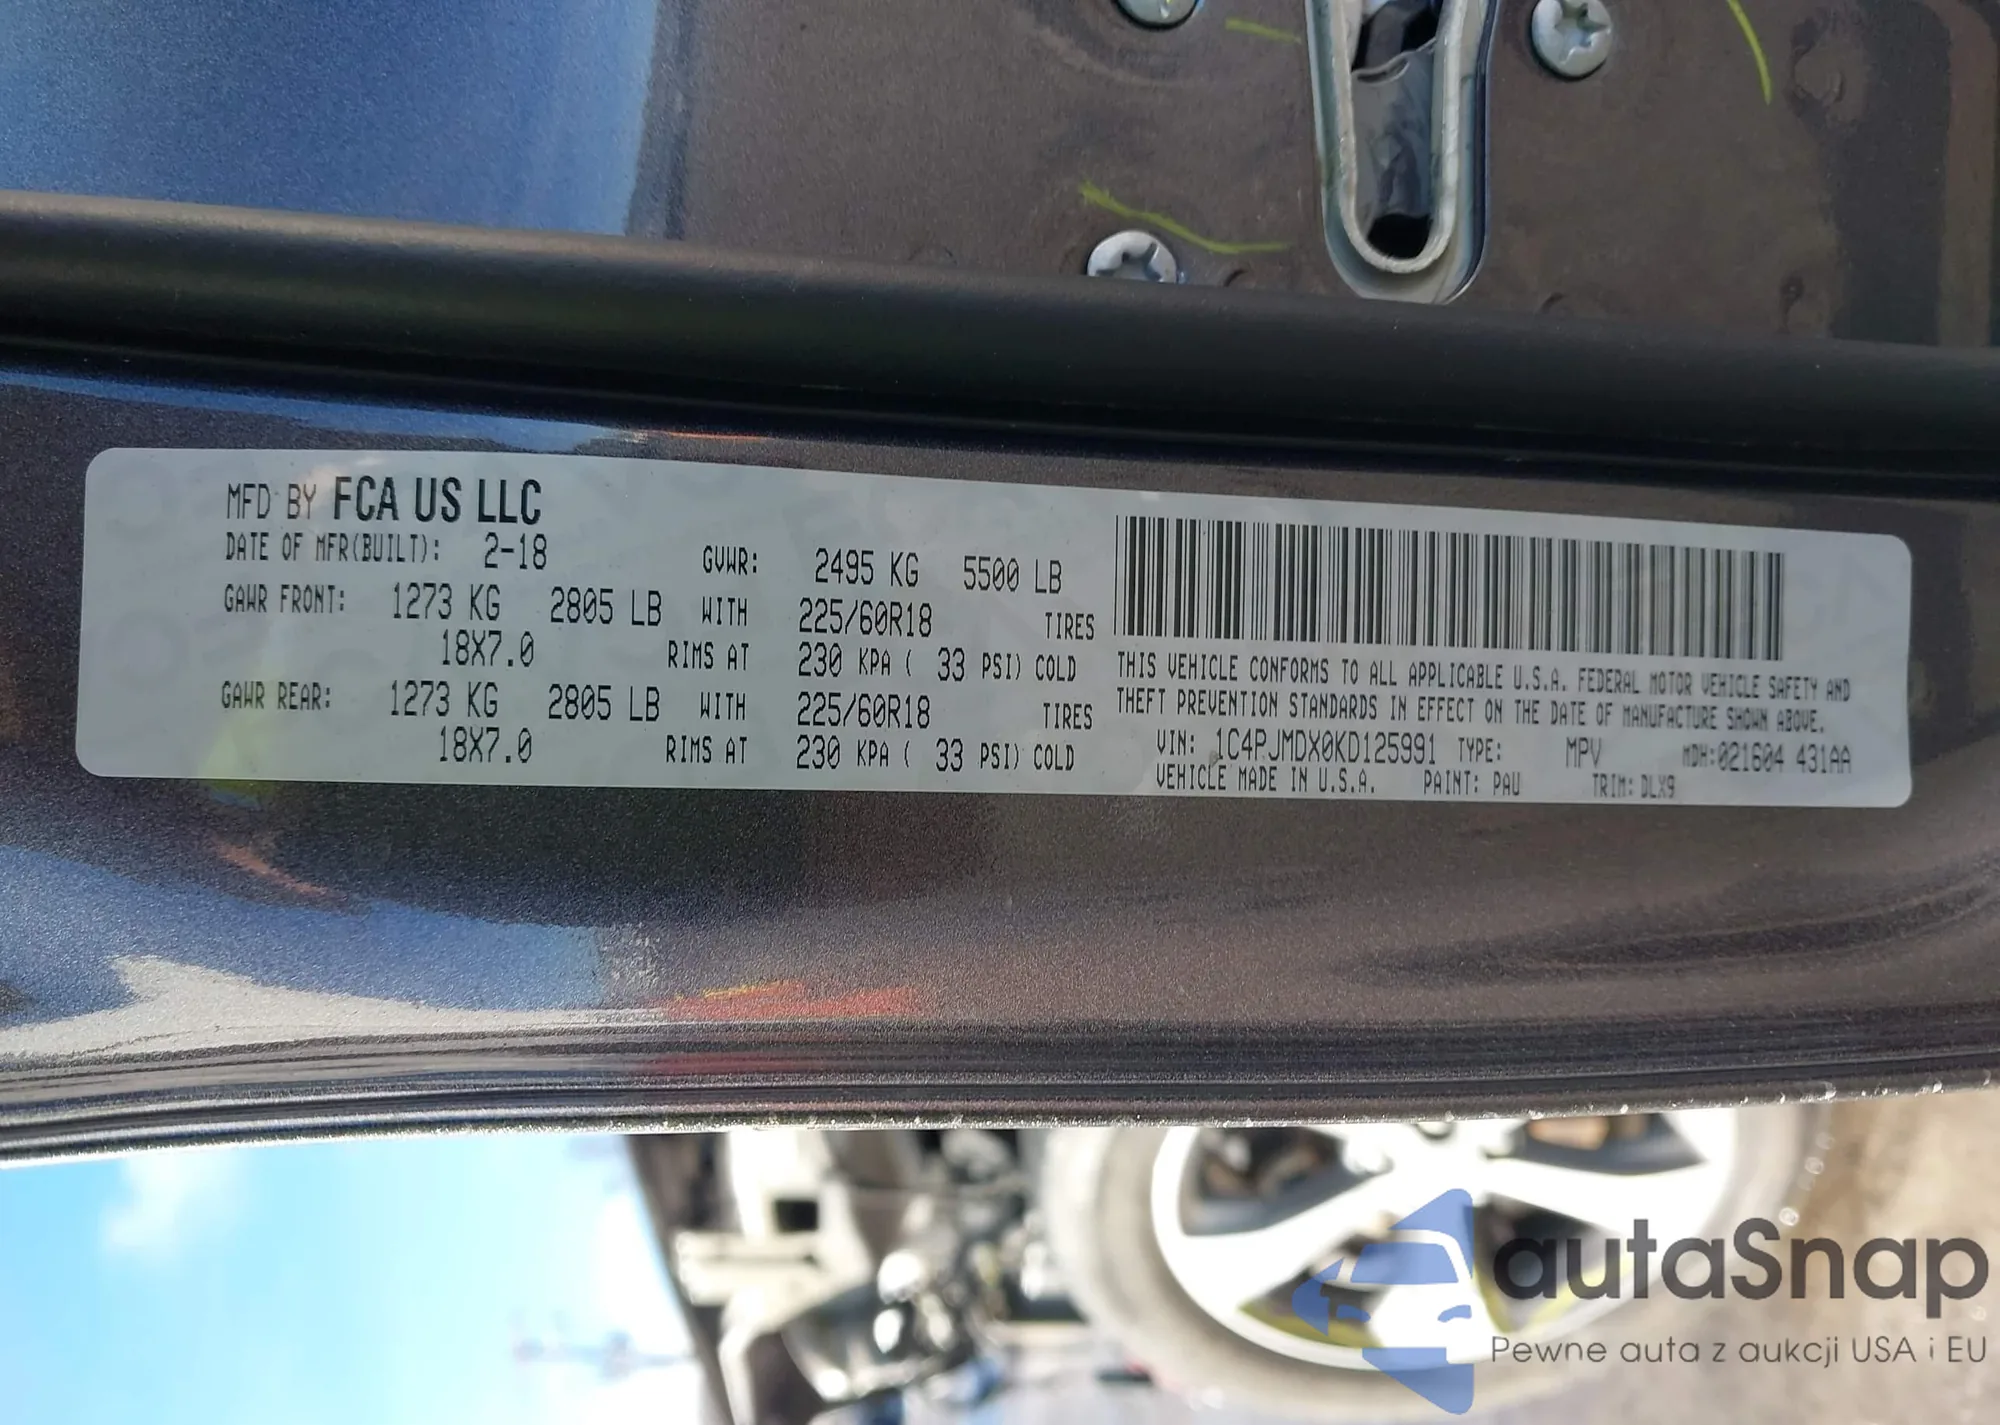 MFD BY FCA US LLC
DATE OF MFR(BUILT): 2-18 GVWR: 2495 KG 5500 LB
GAWR FRONT: 1273 KG 2805 LB WITH 225/60R18 TIRES
18X7.0 RIMS AT 230 KPA ( 33 PSI) COLD
GAWR REAR: 1273 KG 2805 LB WITH 225/60R18 TIRES
18X7.0 RIMS AT 230 KPA ( 33 PSI) COLD
THIS VEHICLE CONFORMS TO ALL APPLICABLE U.S.A. FEDERAL MOTOR VEHICLE SAFETY AND
THEFT PREVENTION STANDARDS IN EFFECT ON THE DATE OF MANUFACTURE SHOWN ABOVE.
VIN: 1C4PJMDX0KD125991 TYPE: MPV MDH:021604 431AA
VEHICLE MADE IN U.S.A. PAINT: PAU TRIM: DLX9
autaSnap
Pewne auta z aukcji USA i EU